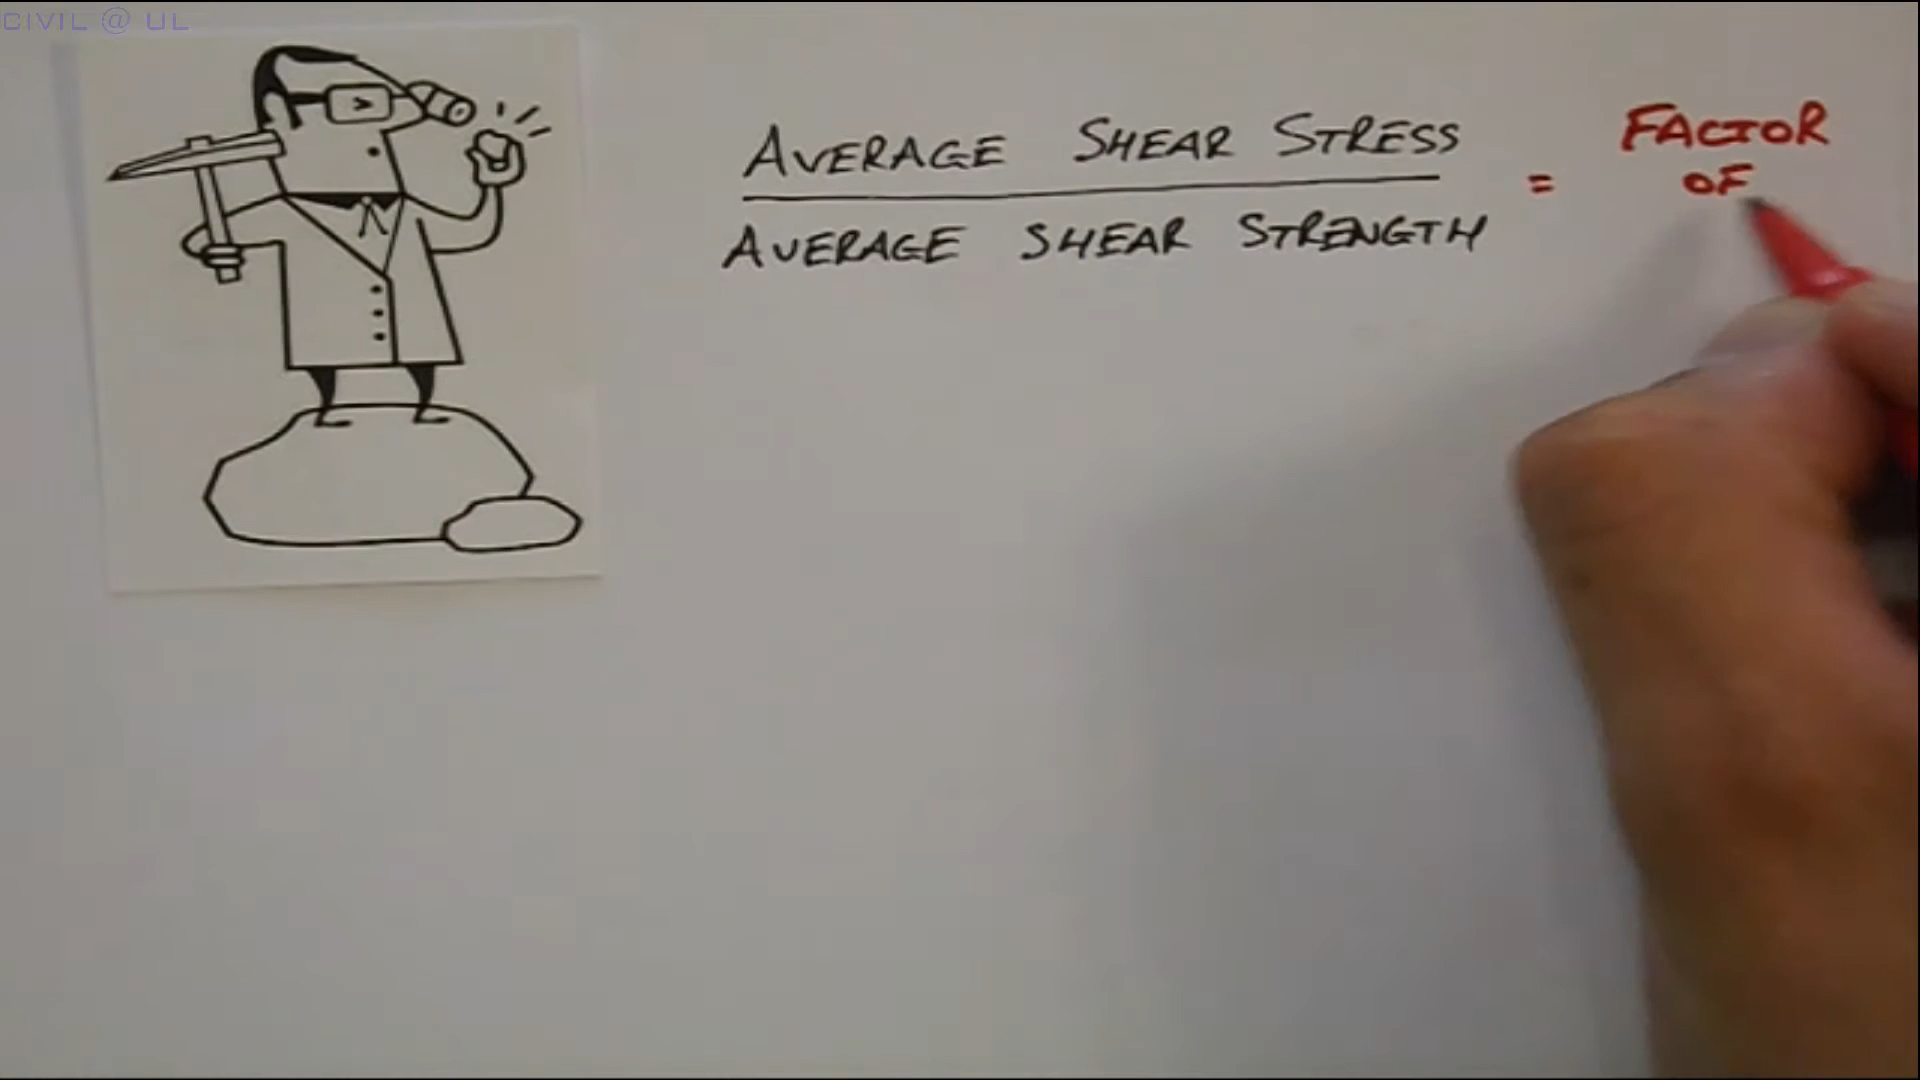 CIVIL @ UL
AVERAGE SHEAR STRESS
AVERAGE SHEAR STRENGTH
=
FACTOR
OF